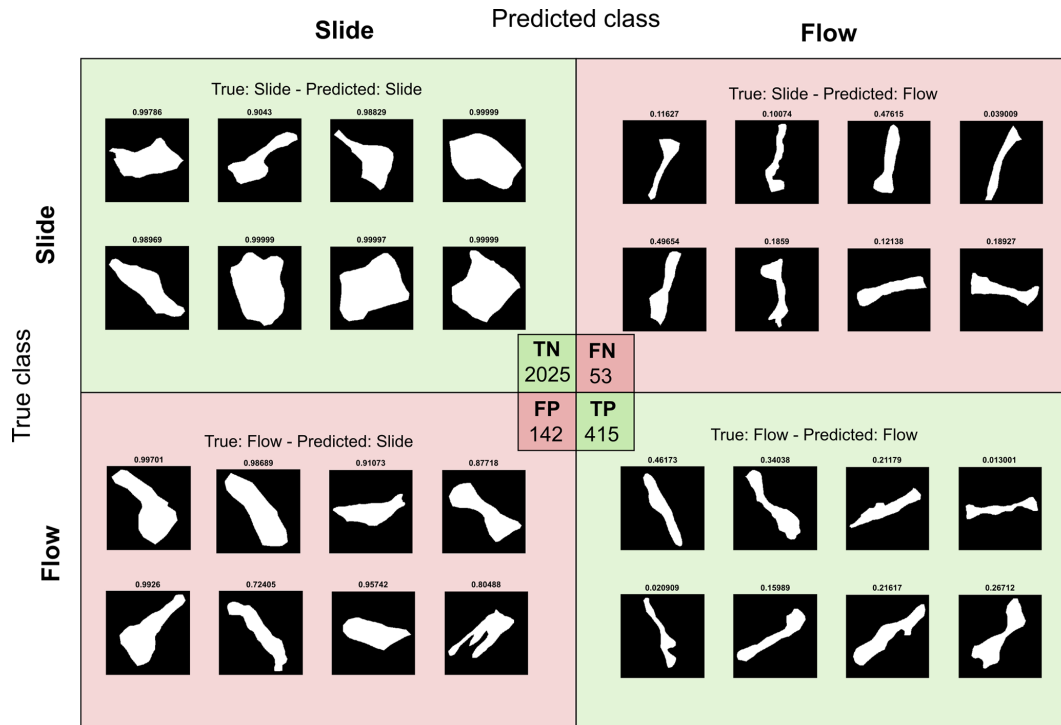 Predicted class
Slide
Flow
True class
Slide
True: Slide - Predicted: Slide
0.99786 0.9043 0.98829 0.99999
0.98969 0.99999 0.99997 0.99999
True: Slide - Predicted: Flow
0.11627 0.10074 0.47615 0.039009
0.49654 0.1859 0.12138 0.18927
TN
2025
FN
53
FP
142
TP
415
Flow
True: Flow - Predicted: Slide
0.99701 0.98689 0.91073 0.87718
0.9926 0.72405 0.95742 0.80488
True: Flow - Predicted: Flow
0.46173 0.34038 0.21179 0.013001
0.020909 0.15989 0.21617 0.26712